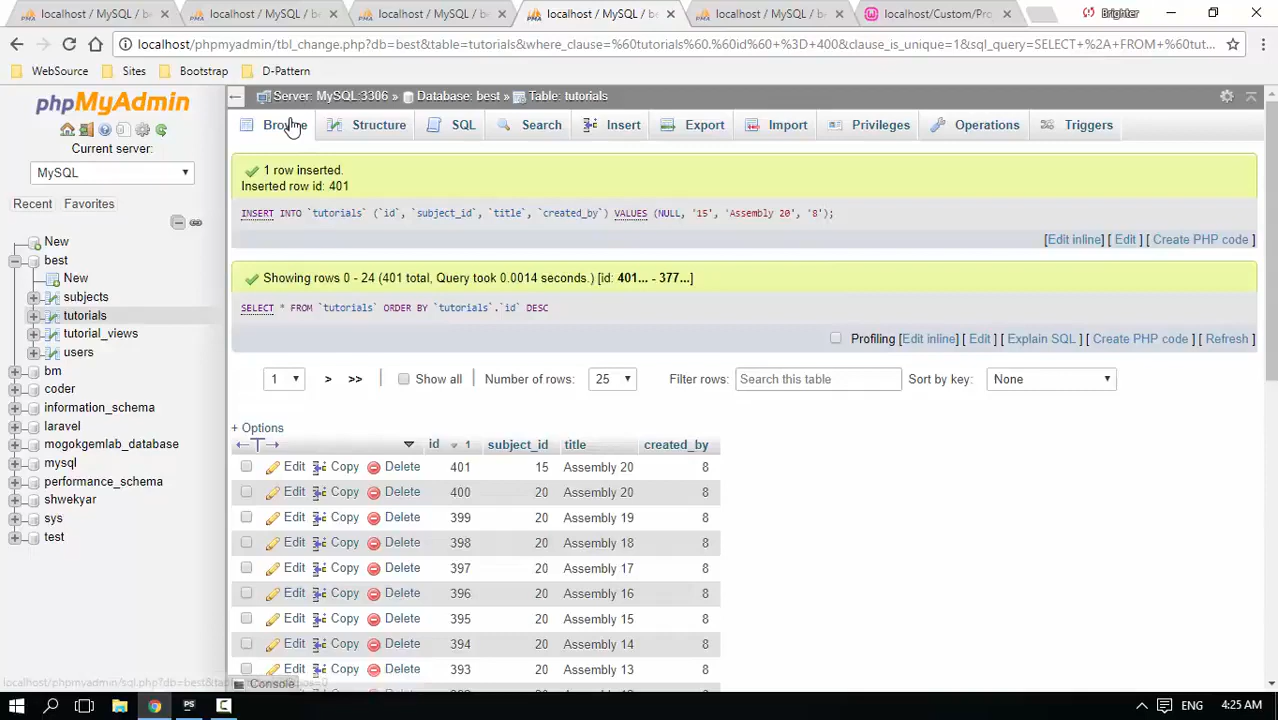 localhost / MySQL / be
localhost / MySQL / be
localhost / MySQL / be
localhost / MySQL / be
localhost / MySQL / be
localhost/Custom/Pro
Brighter
localhost/phpmyadmin/tbl_change.php?db=best&table=tutorials&where_clause=%60tutorials%60.%60id%60+%3D+400&clause_is_unique=1&sql_query=SELECT+%2A+FROM+%60tut...
WebSource
Sites
Bootstrap
D-Pattern
phpMyAdmin
Current server:
MySQL
Recent
Favorites
New
best
New
subjects
tutorials
tutorial_views
users
bm
coder
information_schema
laravel
mogokgemlab_database
mysql
performance_schema
shwekyar
sys
test
Server: MySQL:3306 » Database: best » Table: tutorials
Browse
Structure
SQL
Search
Insert
Export
Import
Privileges
Operations
Triggers
1 row inserted.
Inserted row id: 401
INSERT INTO `tutorials` (`id`, `subject_id`, `title`, `created_by`) VALUES (NULL, '15', 'Assembly 20', '8');
[Edit inline] [ Edit ] [ Create PHP code ]
Showing rows 0 - 24 (401 total, Query took 0.0014 seconds.) [id: 401... - 377...]
SELECT * FROM `tutorials` ORDER BY `tutorials`.`id` DESC
Profiling [Edit inline] [ Edit ] [ Explain SQL ] [ Create PHP code ] [ Refresh ]
1 > >> Show all Number of rows: 25 Filter rows: Search this table Sort by key: None
+ Options
id 1 subject_id title created_by
Edit Copy Delete 401 15 Assembly 20 8
Edit Copy Delete 400 20 Assembly 20 8
Edit Copy Delete 399 20 Assembly 19 8
Edit Copy Delete 398 20 Assembly 18 8
Edit Copy Delete 397 20 Assembly 17 8
Edit Copy Delete 396 20 Assembly 16 8
Edit Copy Delete 395 20 Assembly 15 8
Edit Copy Delete 394 20 Assembly 14 8
Edit Copy Delete 393 20 Assembly 13 8
Console
ENG
4:25 AM